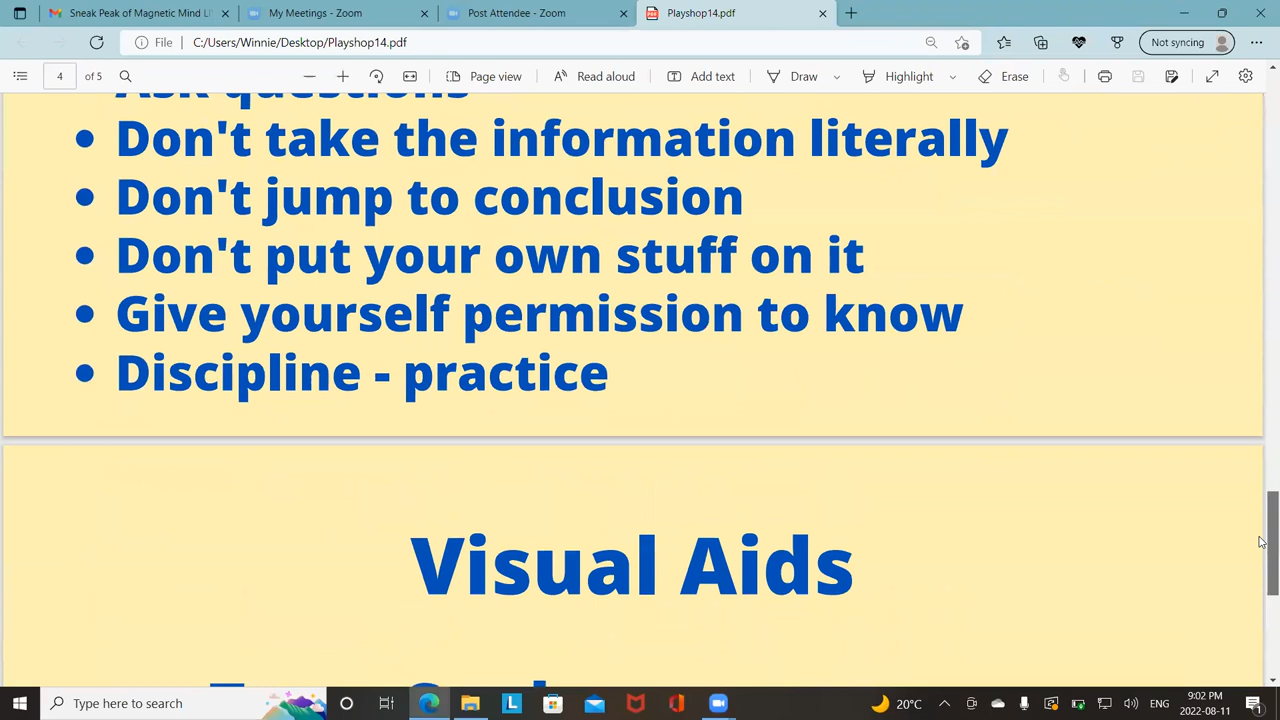 Sneak Peak of Magnetic Mind Li
My Meetings - Zoom
Post Attendee - Zoom
Playshop14.pdf
File
C:/Users/Winnie/Desktop/Playshop14.pdf
Not syncing
4
of 5
Page view
Read aloud
Add text
Draw
Highlight
Erase
Ask questions
• Don't take the information literally
• Don't jump to conclusion
• Don't put your own stuff on it
• Give yourself permission to know
• Discipline - practice
Visual Aids
Type here to search
20°C
ENG
9:02 PM
2022-08-11